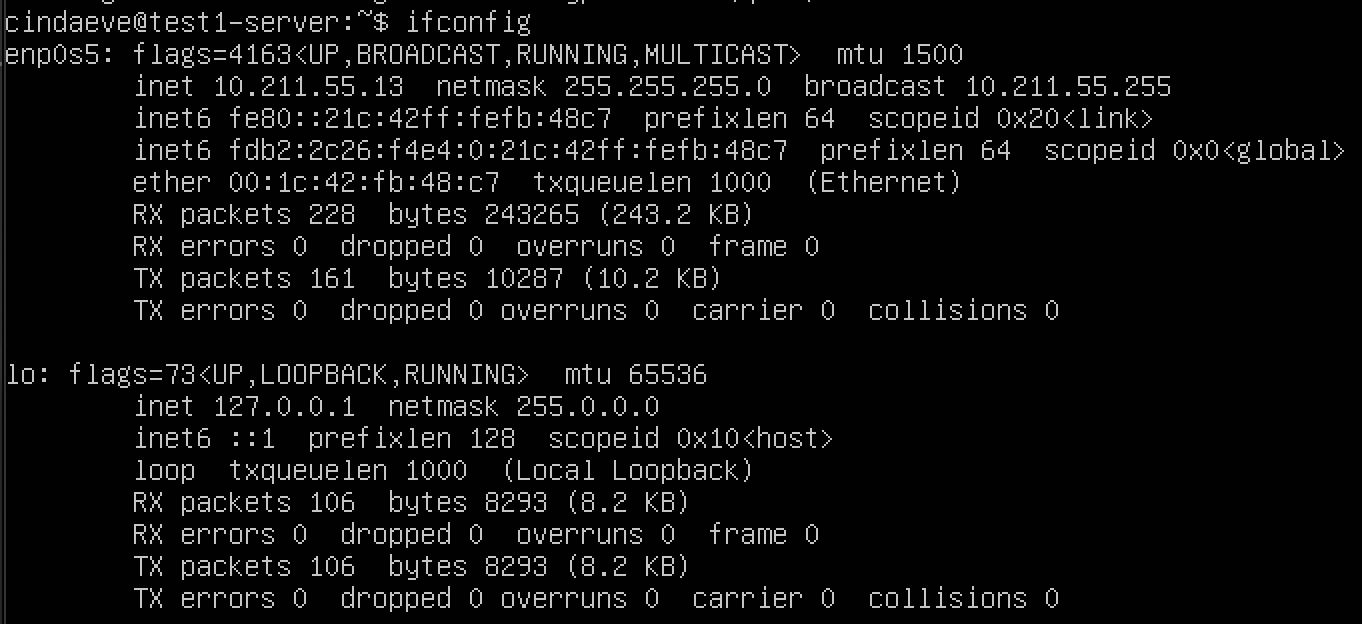 cindaeve@test1-server:~$ ifconfig
enp0s5: flags=4163<UP,BROADCAST,RUNNING,MULTICAST>  mtu 1500
        inet 10.211.55.13  netmask 255.255.255.0  broadcast 10.211.55.255
        inet6 fe80::21c:42ff:fefb:48c7  prefixlen 64  scopeid 0x20<link>
        inet6 fdb2:2c26:f4e4:0:21c:42ff:fefb:48c7  prefixlen 64  scopeid 0x0<global>
        ether 00:1c:42:fb:48:c7  txqueuelen 1000  (Ethernet)
        RX packets 228  bytes 243265 (243.2 KB)
        RX errors 0  dropped 0  overruns 0  frame 0
        TX packets 161  bytes 10287 (10.2 KB)
        TX errors 0  dropped 0 overruns 0  carrier 0  collisions 0

lo: flags=73<UP,LOOPBACK,RUNNING>  mtu 65536
        inet 127.0.0.1  netmask 255.0.0.0
        inet6 ::1  prefixlen 128  scopeid 0x10<host>
        loop  txqueuelen 1000  (Local Loopback)
        RX packets 106  bytes 8293 (8.2 KB)
        RX errors 0  dropped 0  overruns 0  frame 0
        TX packets 106  bytes 8293 (8.2 KB)
        TX errors 0  dropped 0 overruns 0  carrier 0  collisions 0